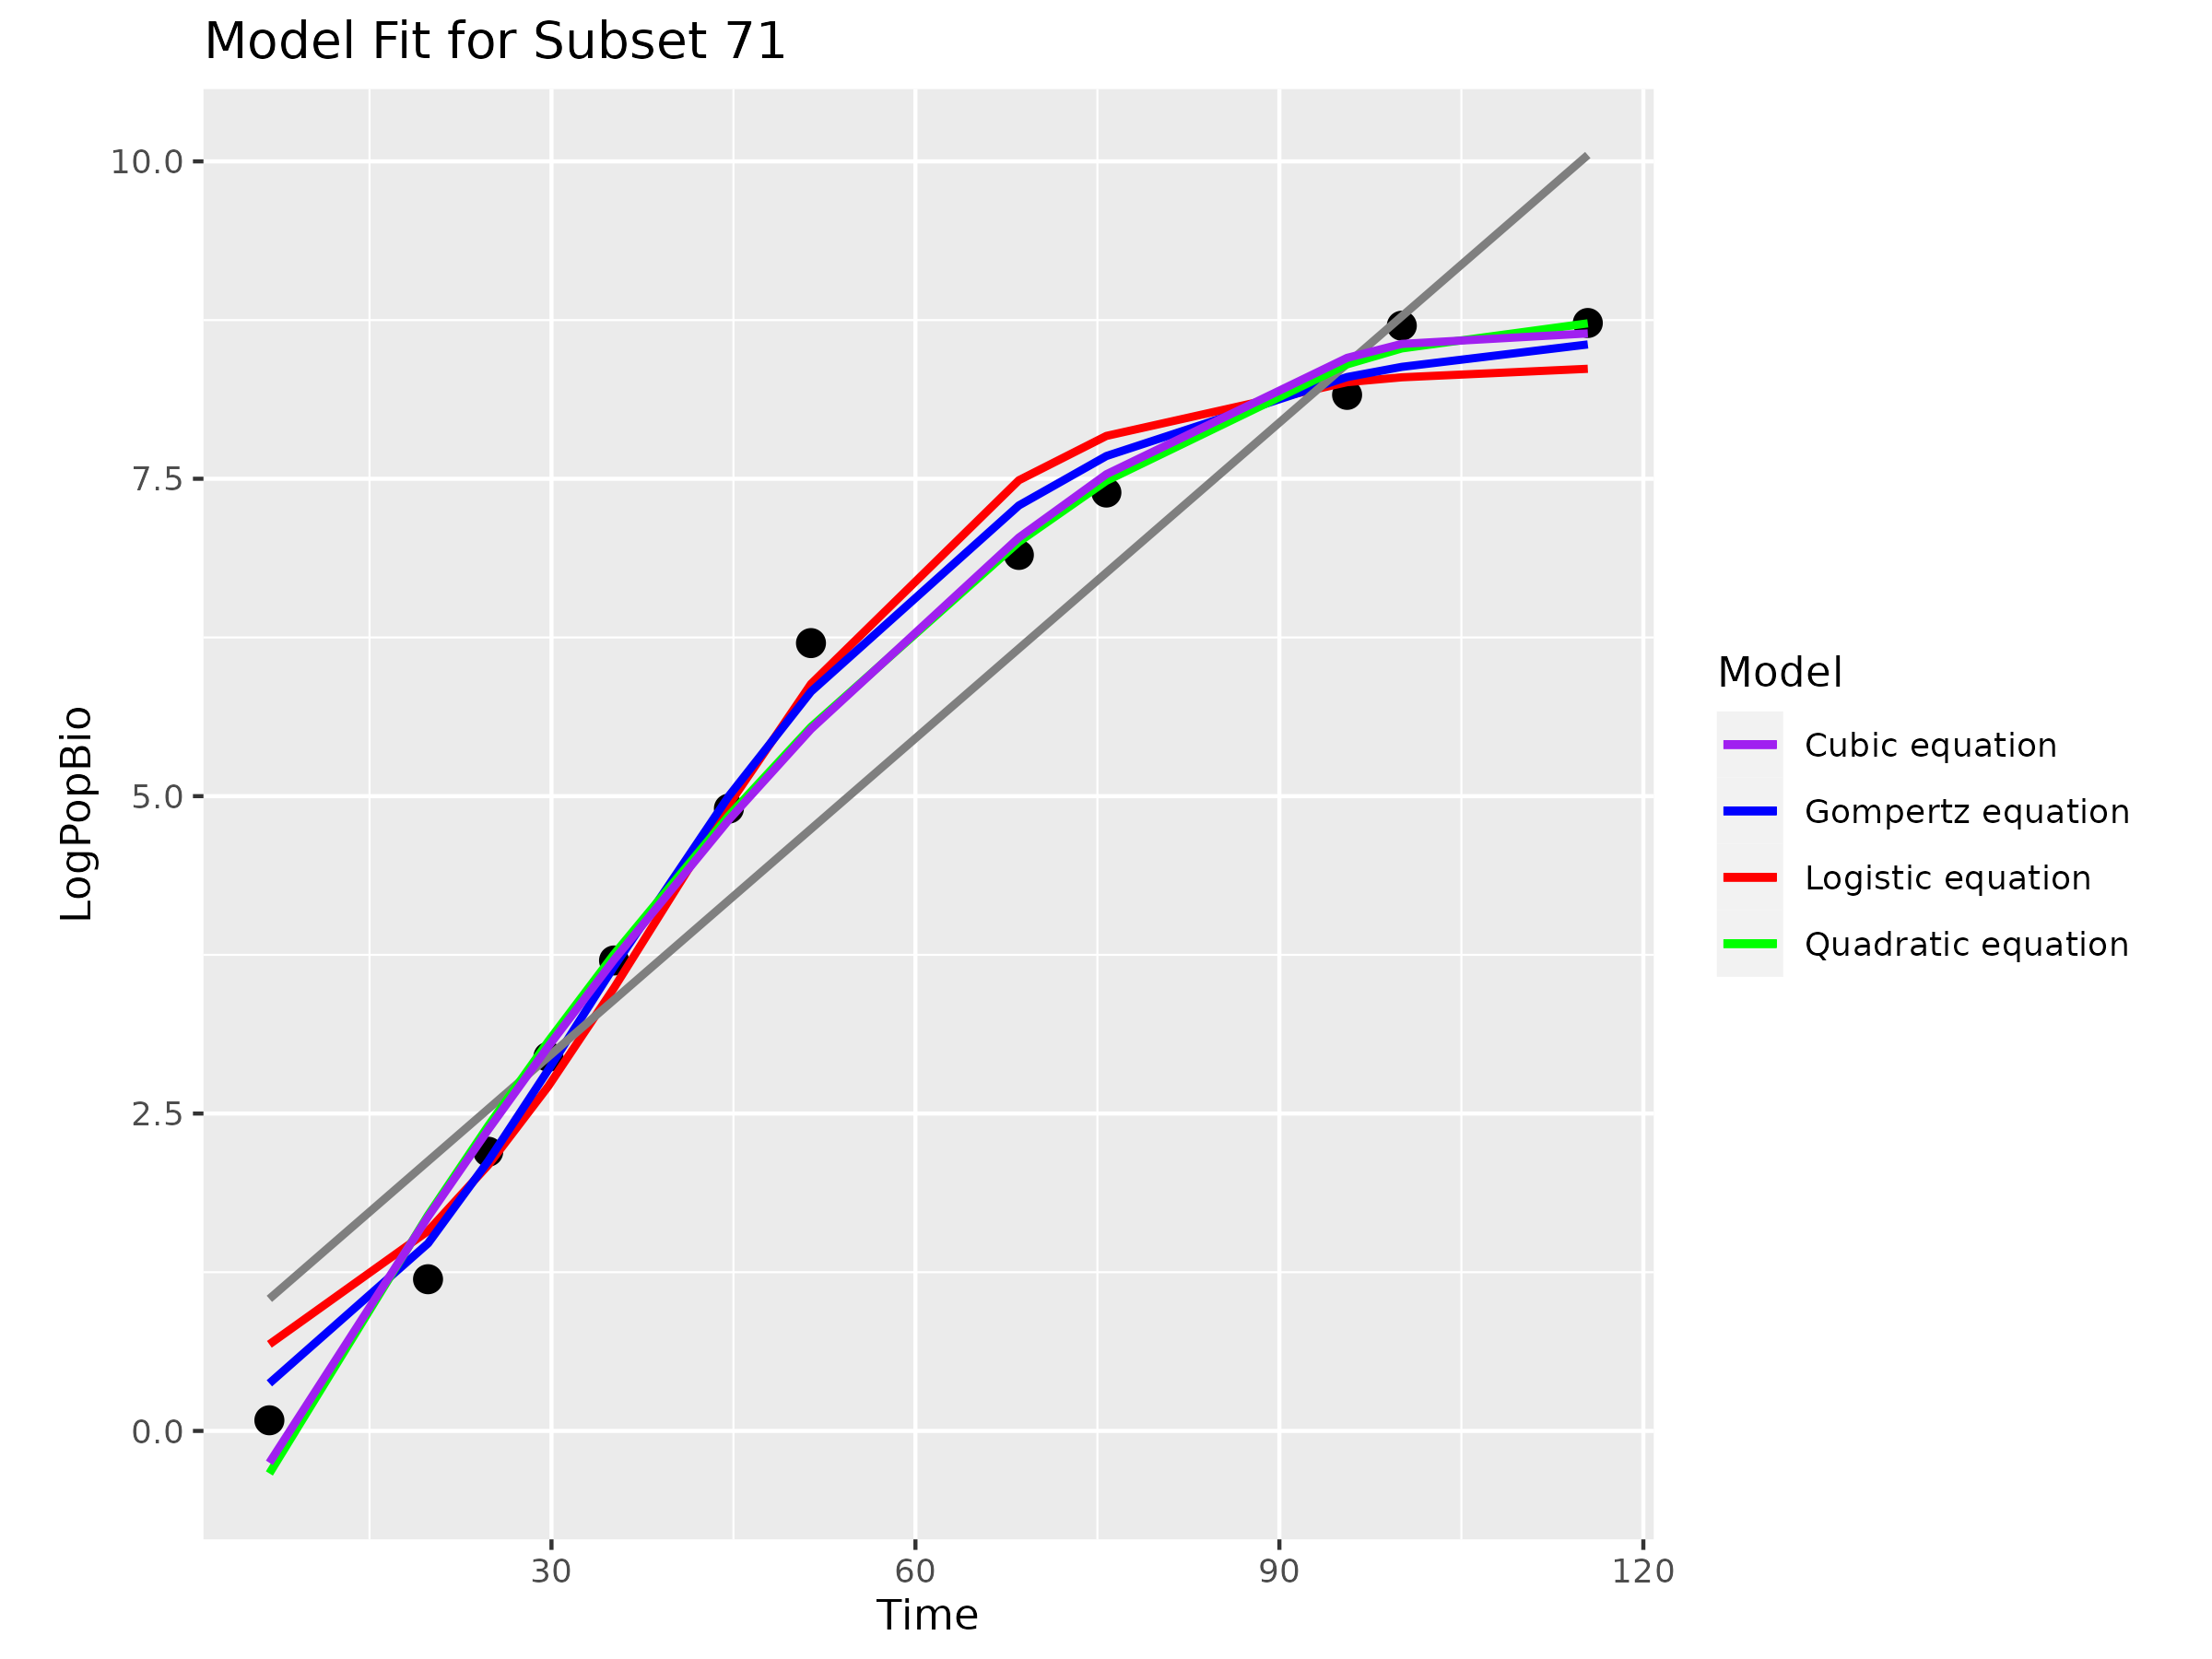 Model Fit for Subset 71
10.0
7.5
5.0
2.5
0.0
LogPopBio
30 60 90 120
Time
Model
Cubic equation
Gompertz equation
Logistic equation
Quadratic equation